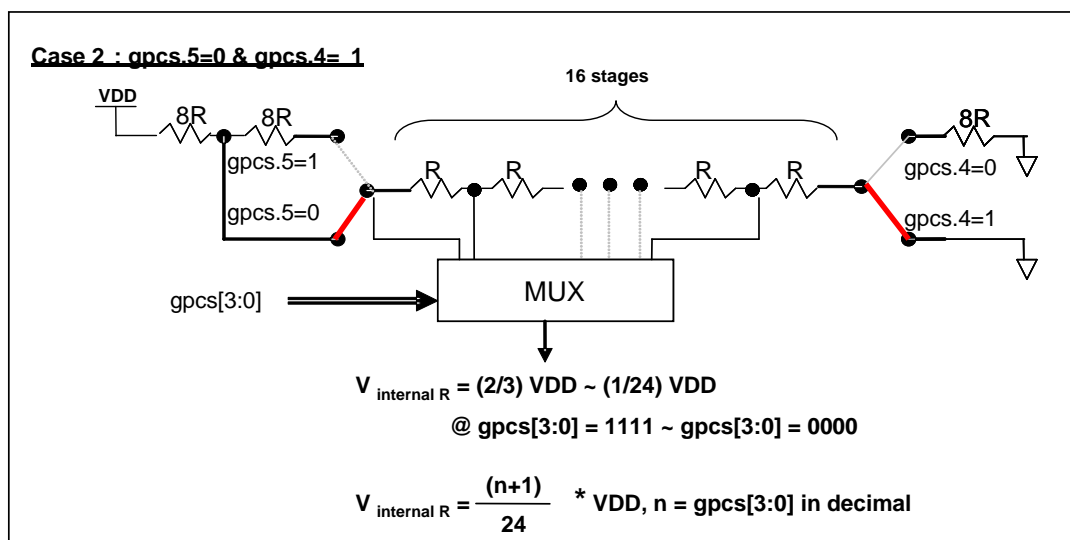 Case 2 : gpcs.5=0 & gpcs.4= 1
16 stages
VDD
8R
8R
8R
gpcs.5=1
R
R
R
R
gpcs.4=0
gpcs.5=0
gpcs.4=1
gpcs[3:0]
MUX
V internal R = (2/3) VDD ~ (1/24) VDD
@ gpcs[3:0] = 1111 ~ gpcs[3:0] = 0000
V internal R = (n+1) / 24 * VDD, n = gpcs[3:0] in decimal